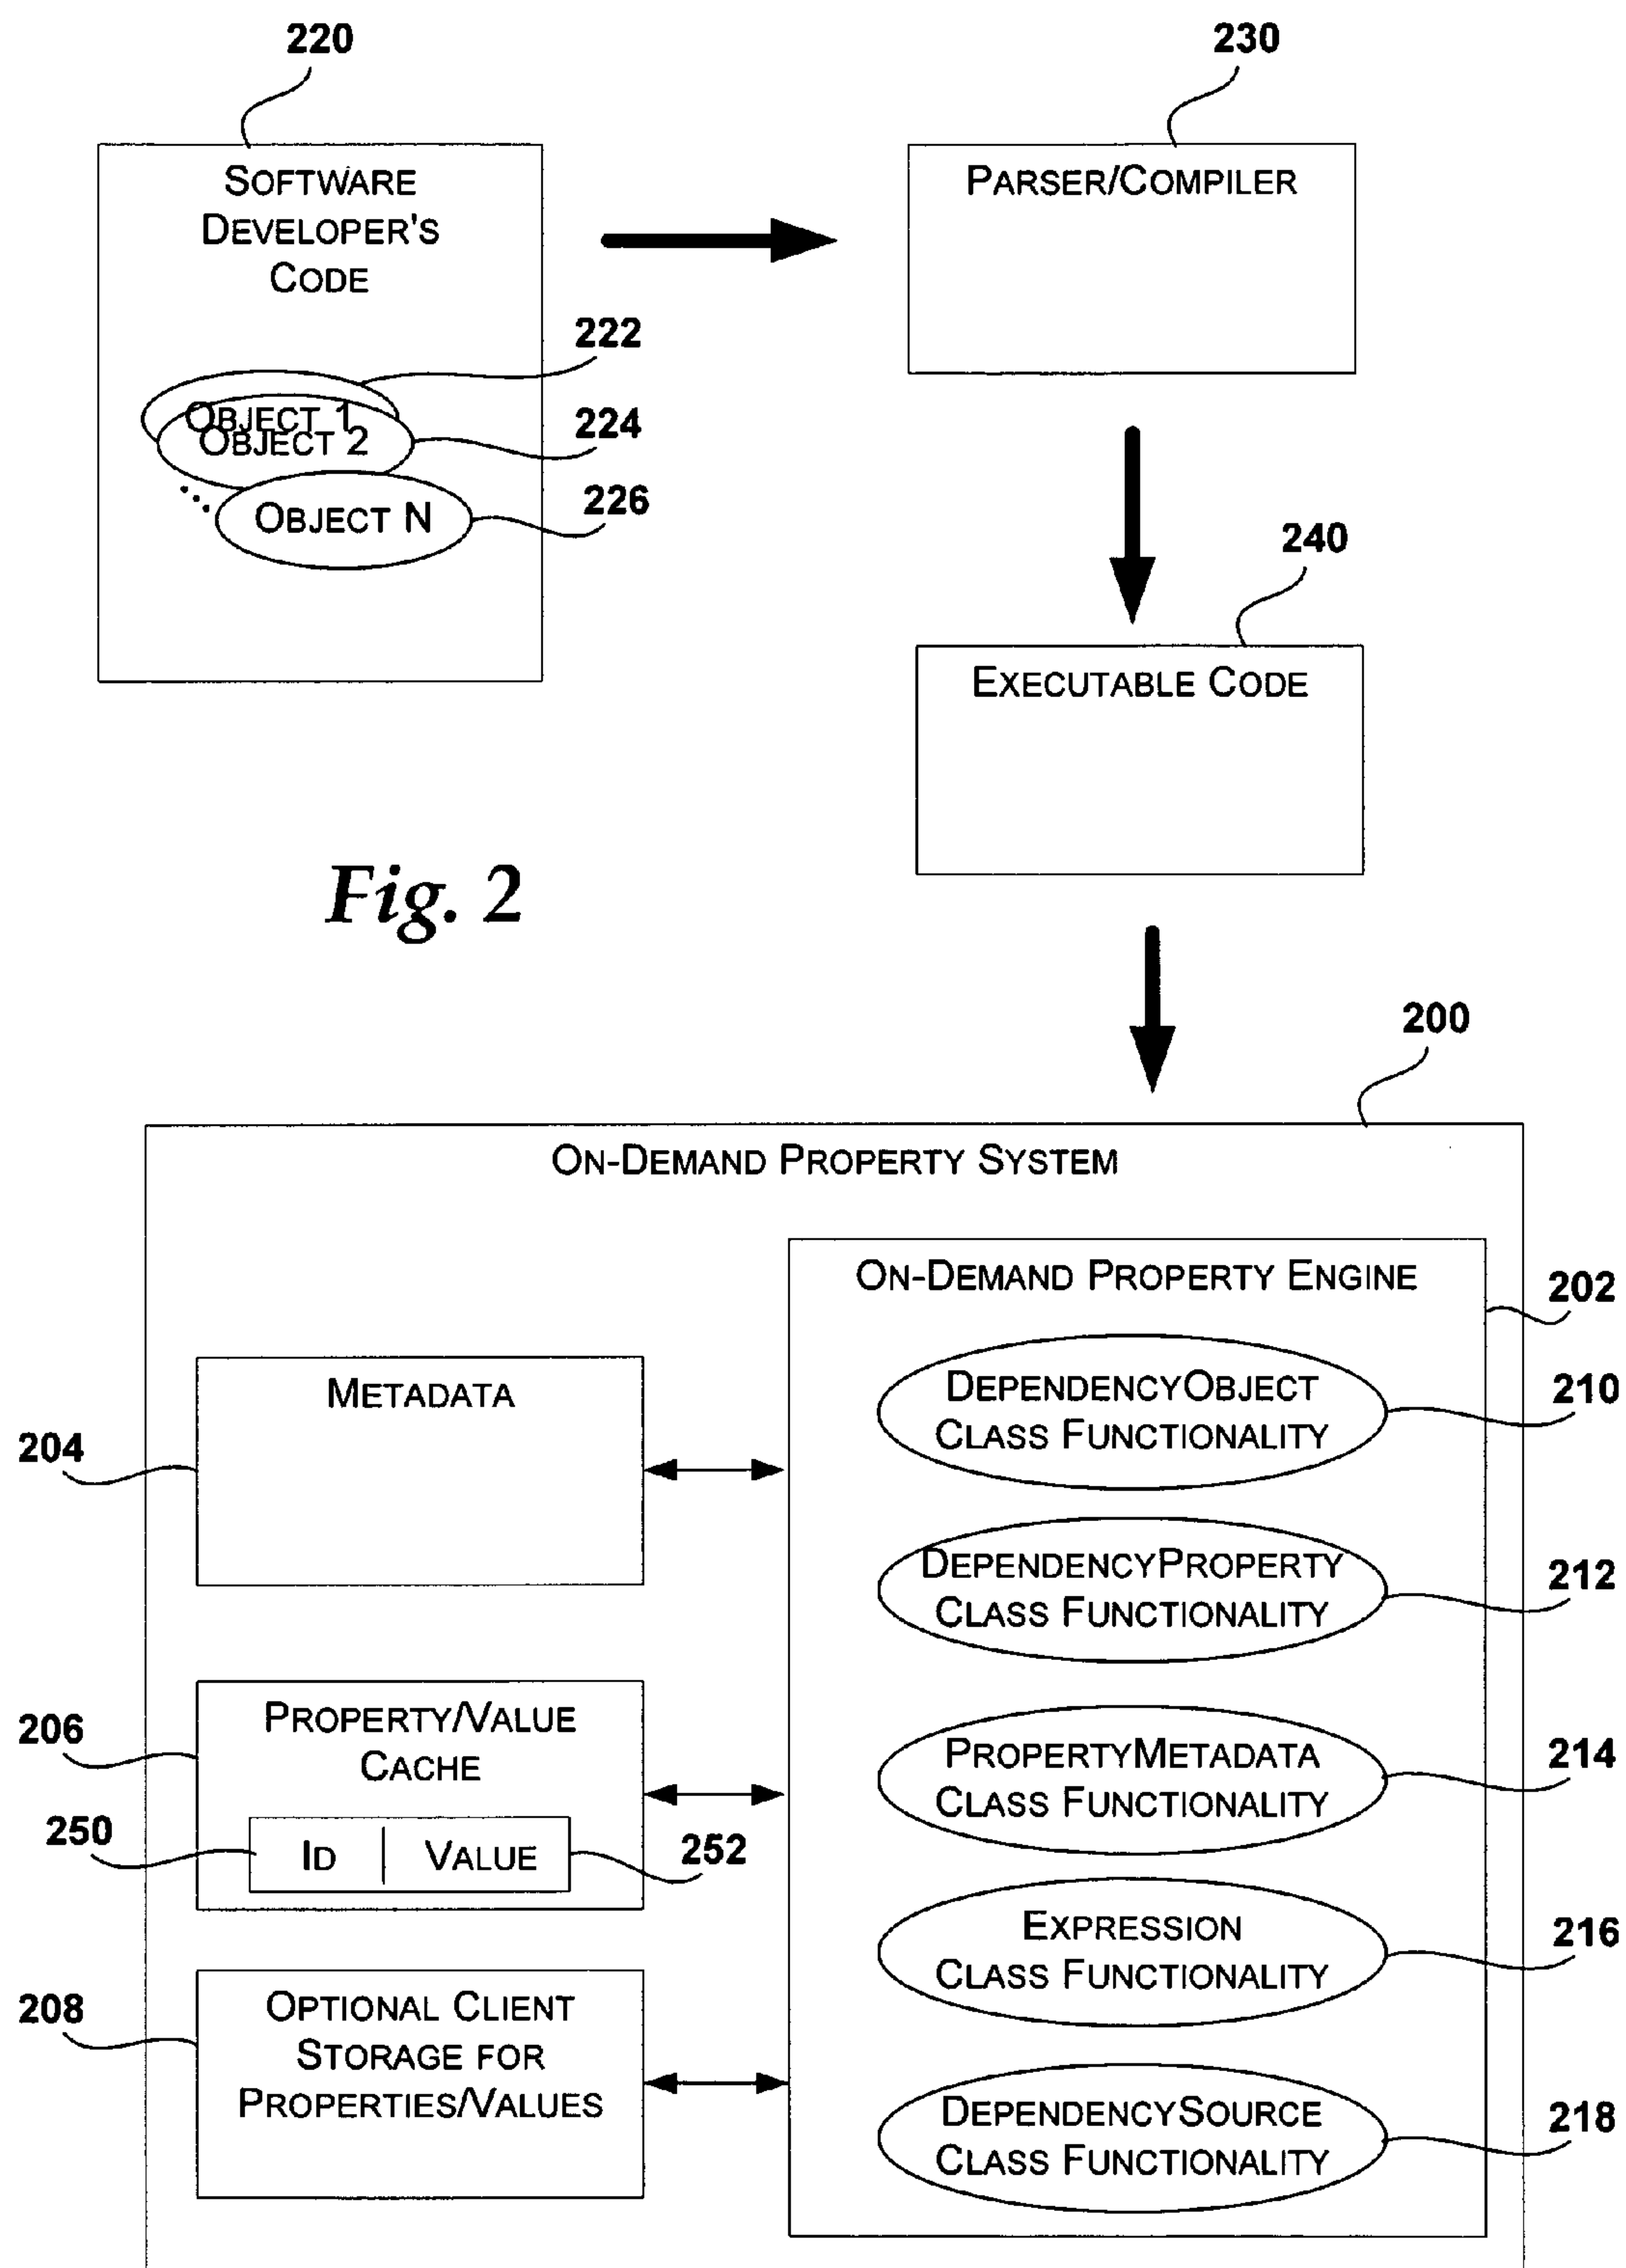 220
230
SOFTWARE
DEVELOPER'S
CODE
PARSER/COMPILER
222
OBJECT 1
OBJECT 2
224
OBJECT N
226
240
EXECUTABLE CODE
Fig. 2
200
ON-DEMAND PROPERTY SYSTEM
ON-DEMAND PROPERTY ENGINE
202
METADATA
204
DEPENDENCYOBJECT
CLASS FUNCTIONALITY
210
DEPENDENCYPROPERTY
CLASS FUNCTIONALITY
212
206
PROPERTY/VALUE
CACHE
250
ID | VALUE
252
PROPERTYMETADATA
CLASS FUNCTIONALITY
214
EXPRESSION
CLASS FUNCTIONALITY
216
208
OPTIONAL CLIENT
STORAGE FOR
PROPERTIES/VALUES
DEPENDENCYSOURCE
CLASS FUNCTIONALITY
218